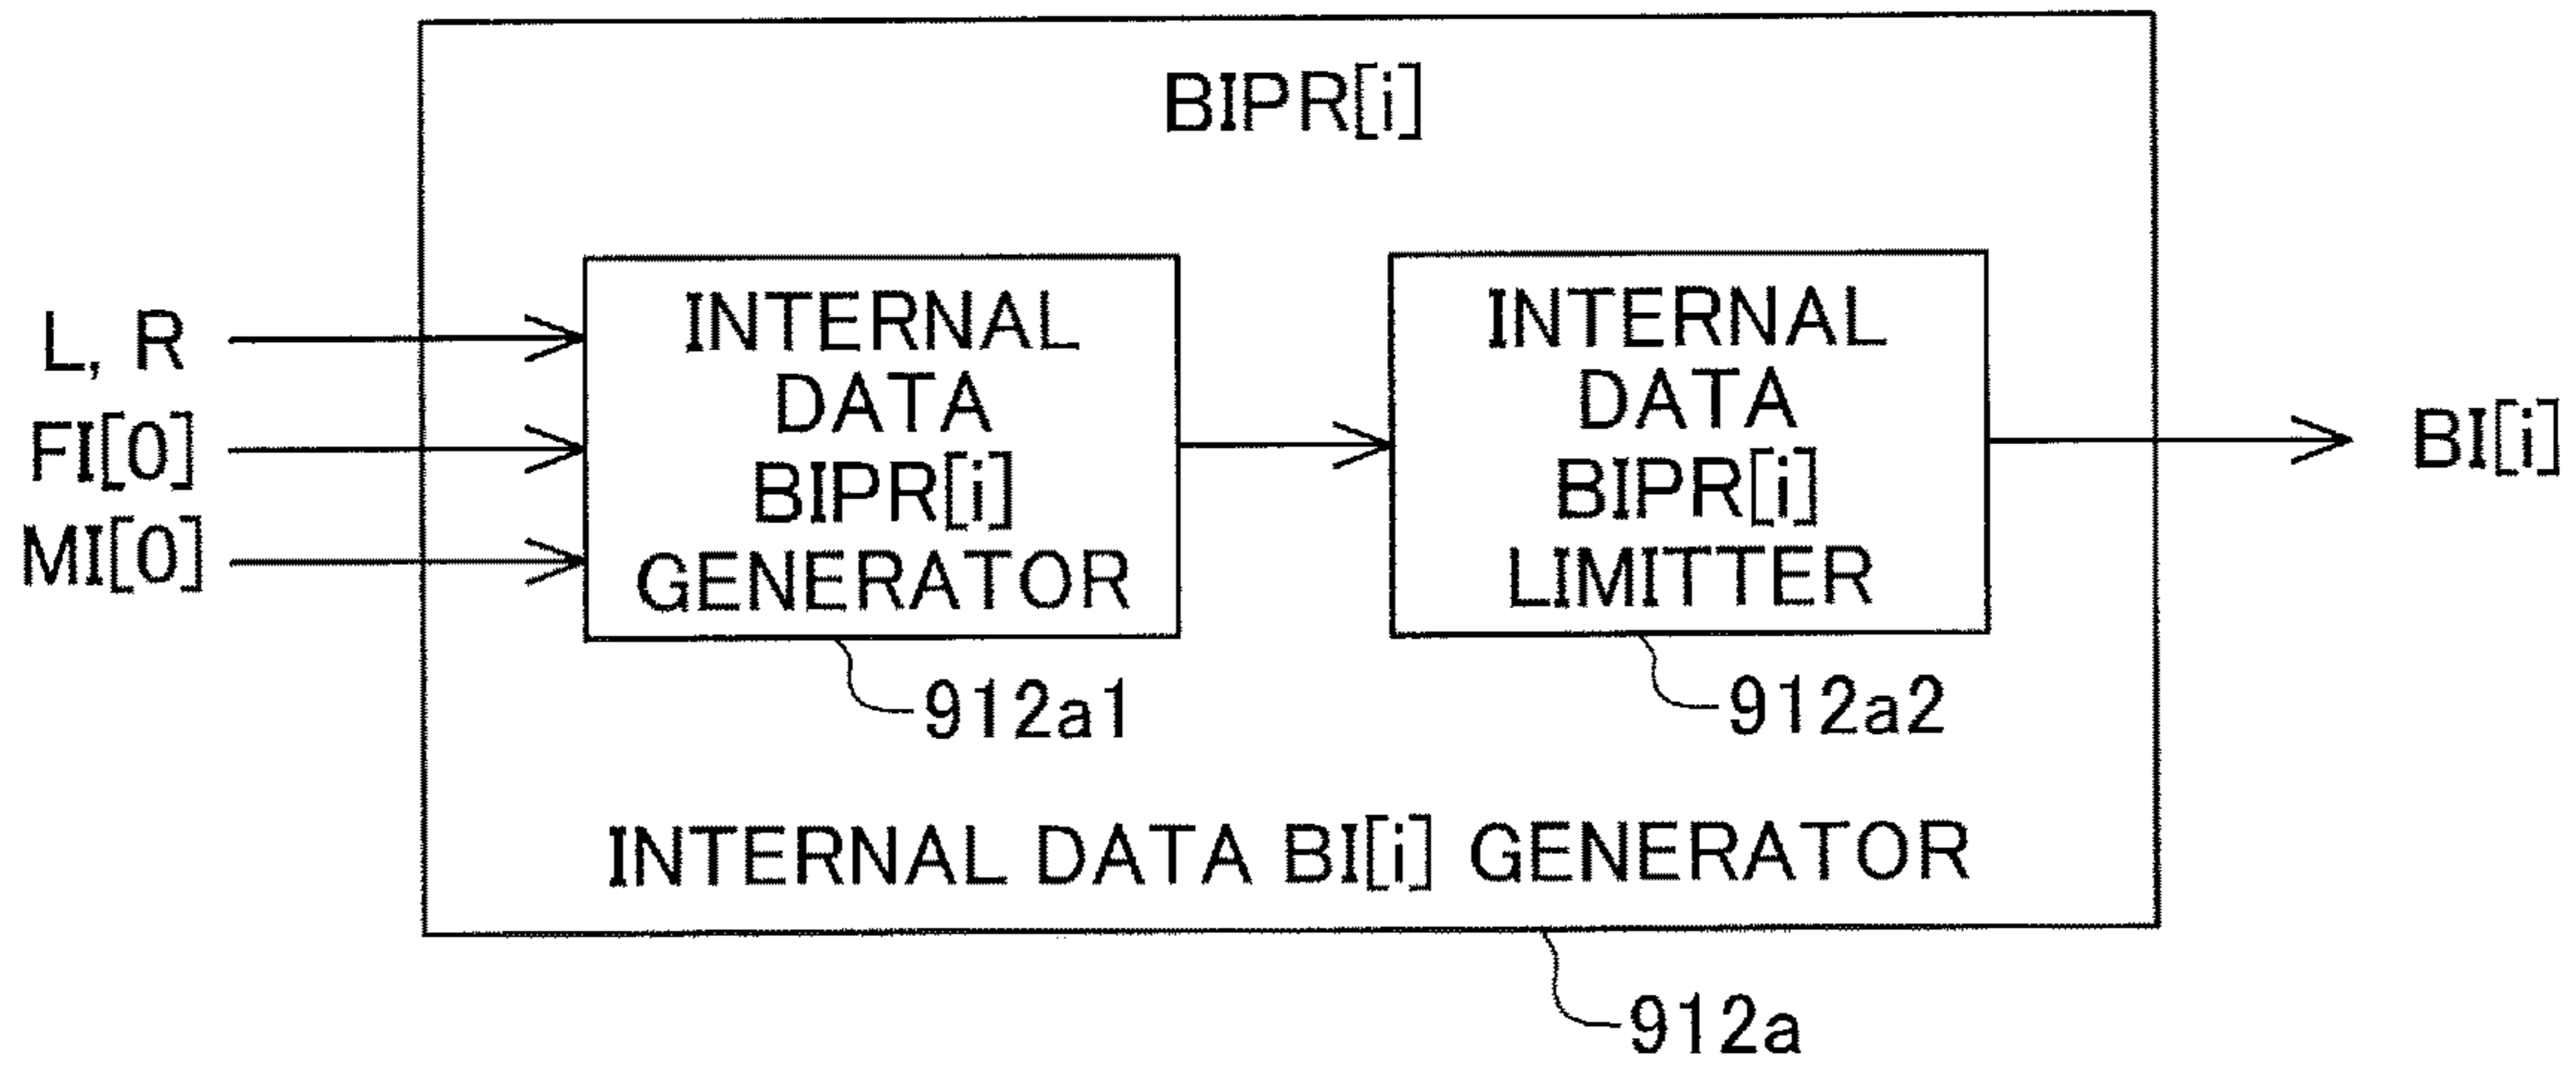 BIPR[i]
L, R
FI[0]
MI[0]
INTERNAL
DATA
BIPR[i]
GENERATOR
INTERNAL
DATA
BIPR[i]
LIMITTER
BI[i]
912a1
912a2
INTERNAL DATA BI[i] GENERATOR
912a